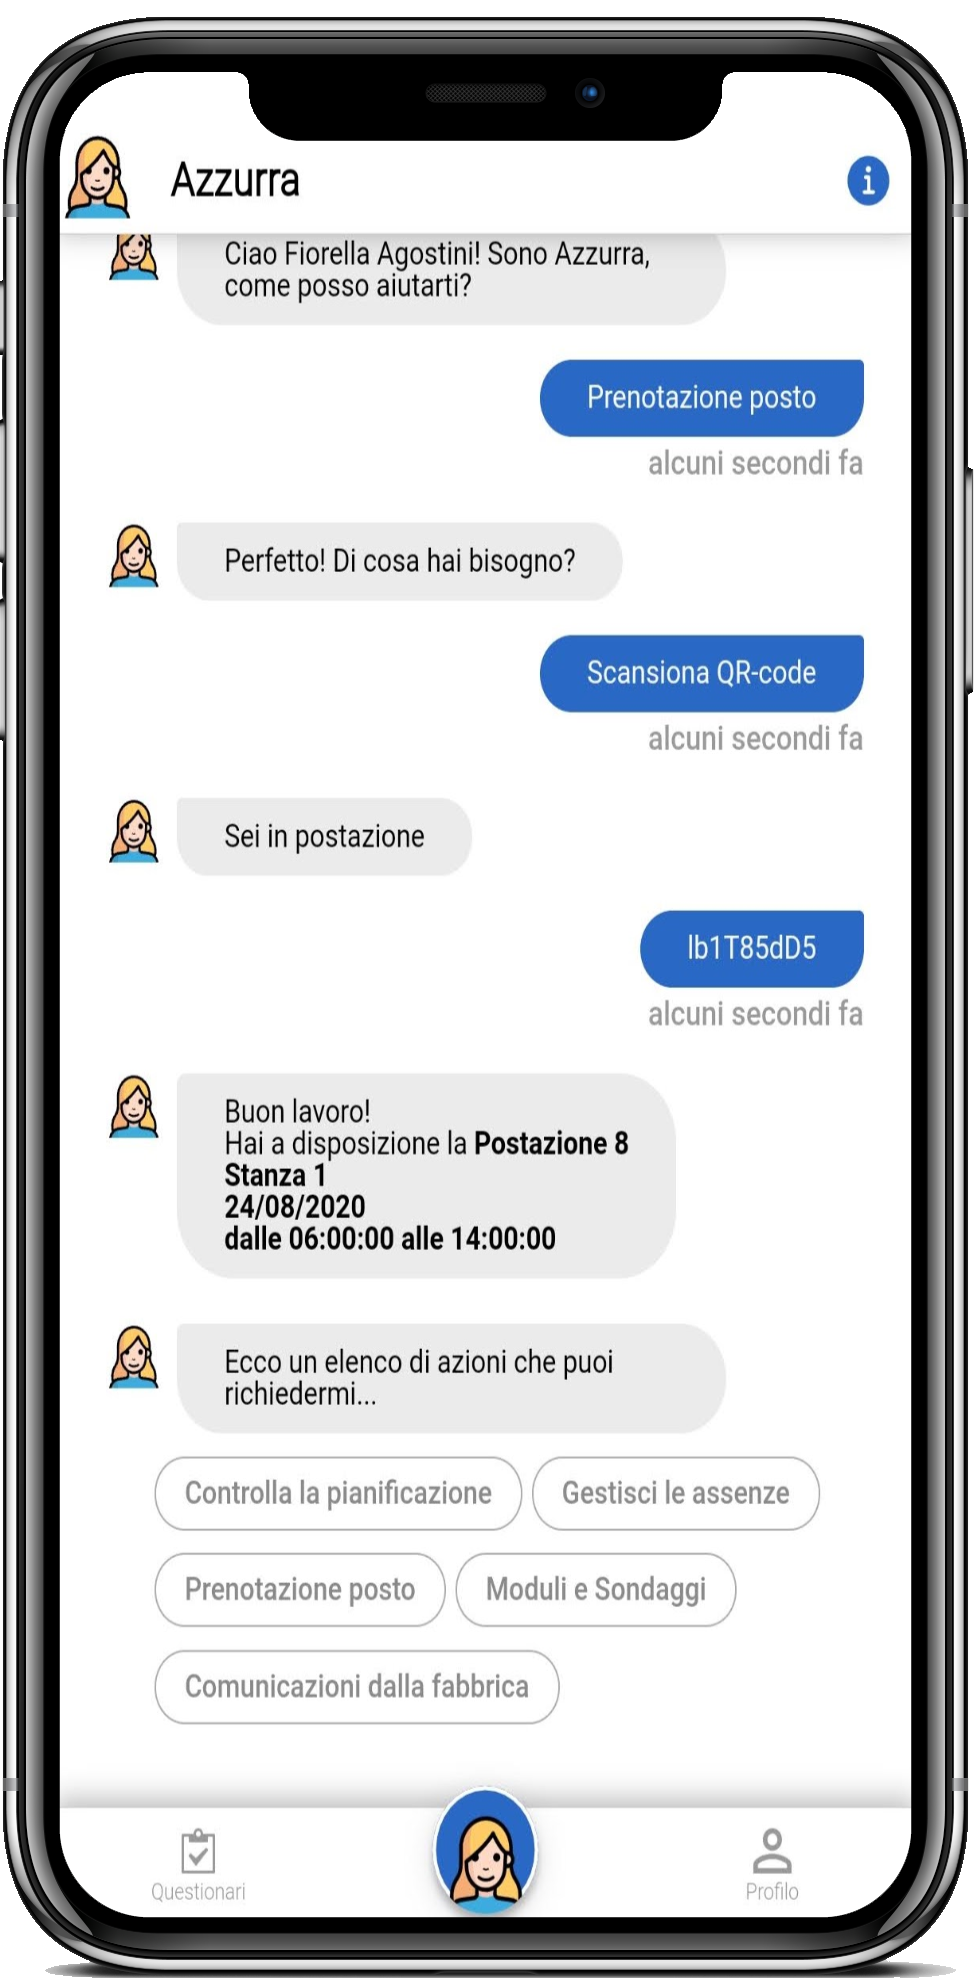 Azzurra
Ciao Fiorella Agostini! Sono Azzurra,
come posso aiutarti?
Prenotazione posto
alcuni secondi fa
Perfetto! Di cosa hai bisogno?
Scansiona QR-code
alcuni secondi fa
Sei in postazione
lb1T85dD5
alcuni secondi fa
Buon lavoro!
Hai a disposizione la Postazione 8
Stanza 1
24/08/2020
dalle 06:00:00 alle 14:00:00
Ecco un elenco di azioni che puoi
richiedermi...
Controlla la pianificazione Gestisci le assenze
Prenotazione posto Moduli e Sondaggi
Comunicazioni dalla fabbrica
Questionari Profilo